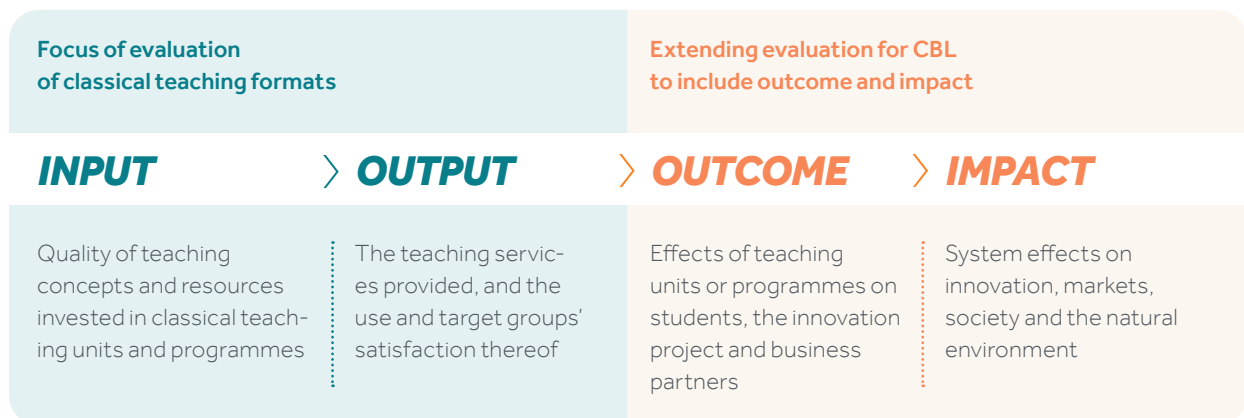 Focus of evaluation
of classical teaching formats
Extending evaluation for CBL
to include outcome and impact
INPUT
OUTPUT
OUTCOME
IMPACT
Quality of teaching
concepts and resources
invested in classical teach-
ing units and programmes
The teaching servic-
es provided, and the
use and target groups’
satisfaction thereof
Effects of teaching
units or programmes on
students, the innovation
project and business
partners
System effects on
innovation, markets,
society and the natural
environment